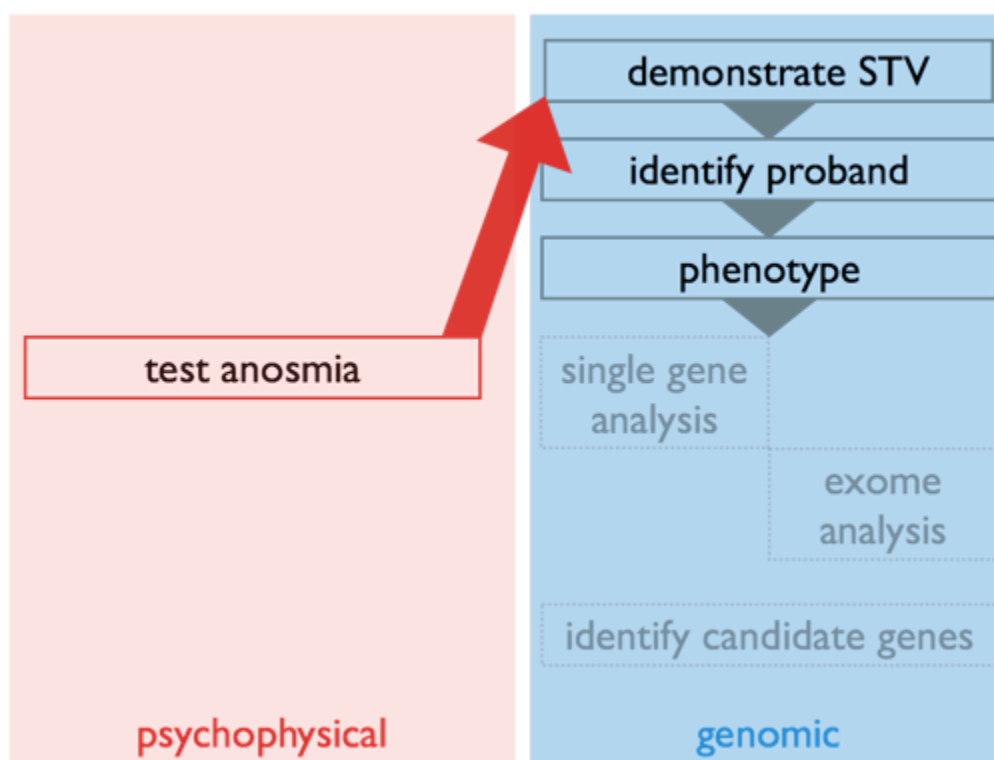 demonstrate STV
identify proband
phenotype
test anosmia
single gene
analysis
exome
analysis
identify candidate genes
psychophysical
genomic